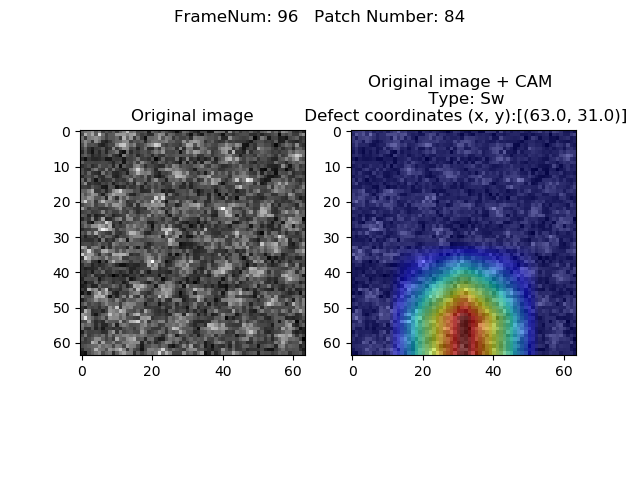 FrameNum: 96   Patch Number: 84
Original image
Original image + CAM
Type: Sw
Defect coordinates (x, y):[(63.0, 31.0)]
0
10
20
30
40
50
60
0 20 40 60
0
10
20
30
40
50
60
20 40 60